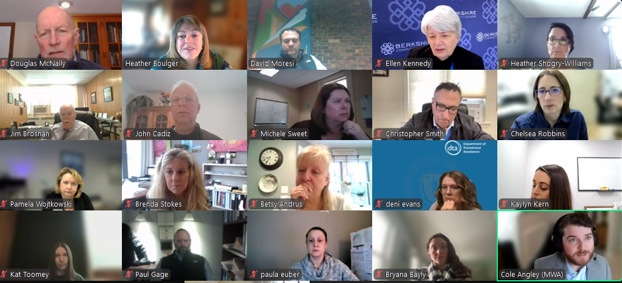 Douglas McNally
Heather Boulger
David Moresi
BERKSHIRE
Ellen Kennedy
Heather Shogry-Williams
Jim Brosnan
John Cadiz
Michele Sweet
Christopher Smith
Chelsea Robbins
Pamela Wojtkowski
Brenda Stokes
Betsy Andrus
dta
Department of
Transitional
Assistance
deni evans
Kaylyn Kern
Kat Toomey
Paul Gage
paula euber
Bryana Bayly
Cole Angley (MWA)